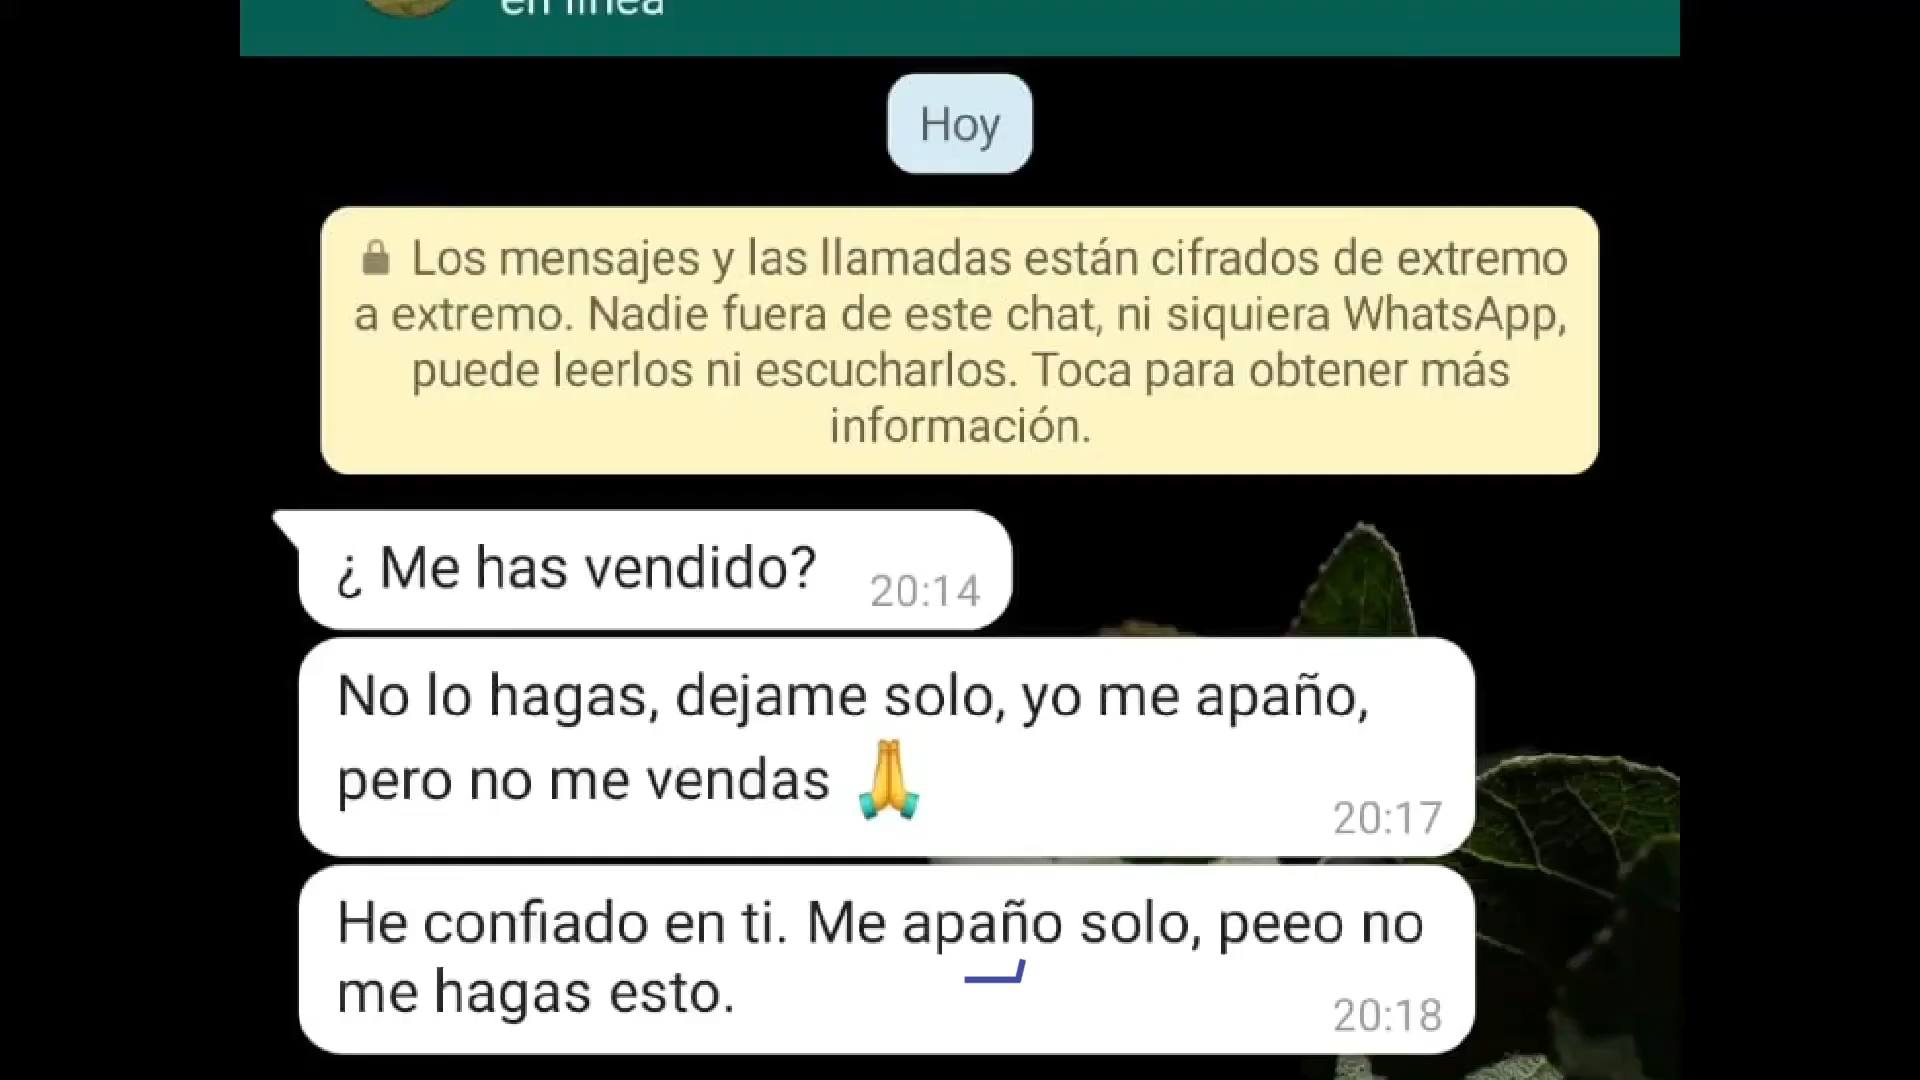 en línea
Hoy
Los mensajes y las llamadas están cifrados de extremo
a extremo. Nadie fuera de este chat, ni siquiera WhatsApp,
puede leerlos ni escucharlos. Toca para obtener más
información.
¿ Me has vendido?
20:14
No lo hagas, dejame solo, yo me apaño,
pero no me vendas 🙏
20:17
He confiado en ti. Me apaño solo, peeo no
me hagas esto.
20:18